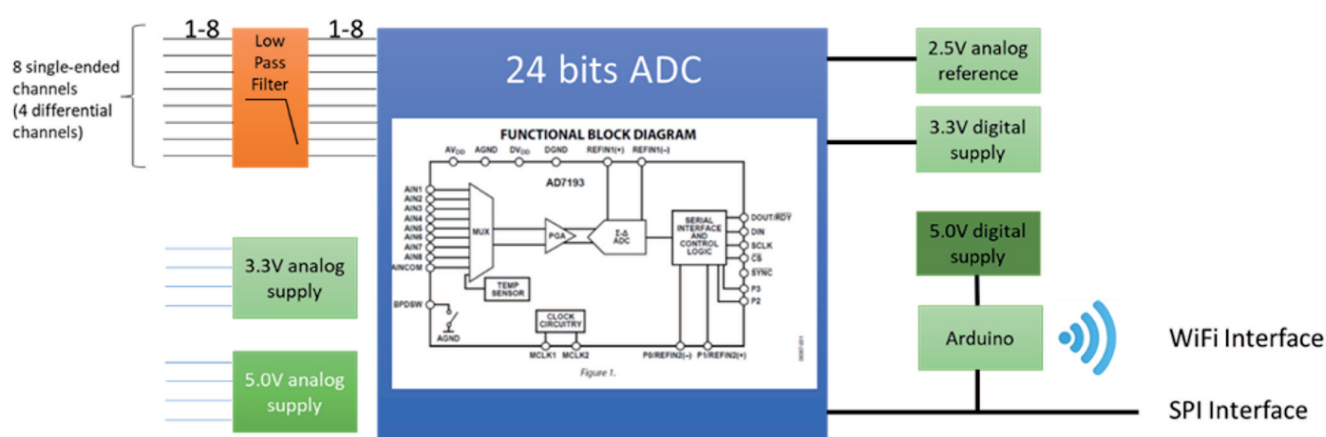 1-8
1-8
8 single-ended
channels
(4 differential
channels)
Low
Pass
Filter
24 bits ADC
FUNCTIONAL BLOCK DIAGRAM
AVDD
AGND
DVDD
DGND
REFIN1(+)
REFIN1(–)
AD7193
AIN1
AIN2
AIN3
AIN4
AIN5
AIN6
AIN7
AIN8
AINCOM
MUX
PGA
Σ-Δ
ADC
SERIAL
INTERFACE
AND
CONTROL
LOGIC
DOUT/RDY
DIN
SCLK
CS
SYNC
P3
P2
TEMP
SENSOR
BPDSW
AGND
CLOCK
CIRCUITRY
MCLK1
MCLK2
P0/REFIN2(–)
P1/REFIN2(+)
Figure 1.
3.3V analog
supply
5.0V analog
supply
2.5V analog
reference
3.3V digital
supply
5.0V digital
supply
Arduino
WiFi Interface
SPI Interface